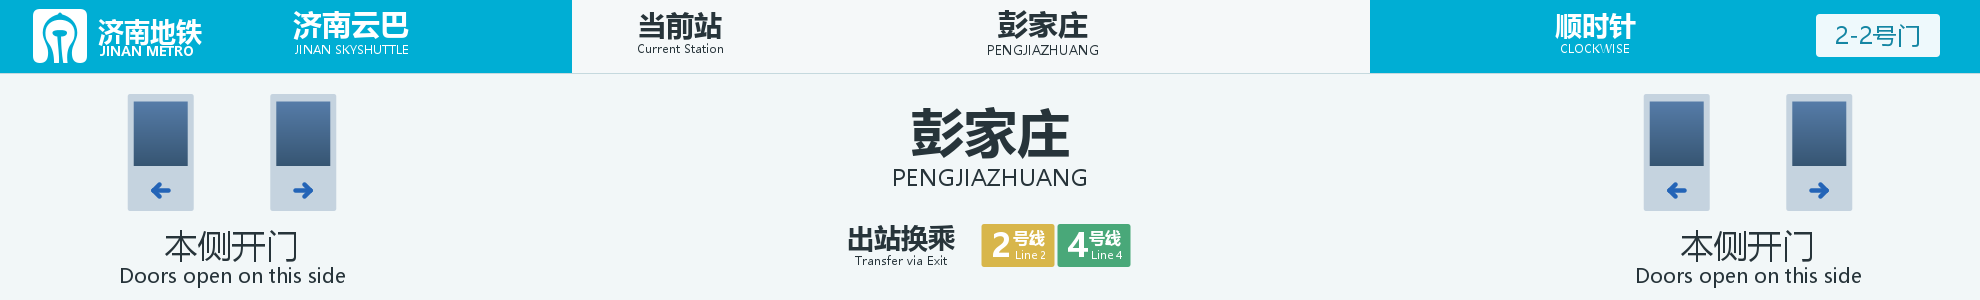 济南地铁
JINAN METRO
济南云巴
JINAN SKYSHUTTLE
当前站
Current Station
彭家庄
PENGJIAZHUANG
顺时针
CLOCKWISE
2-2号门
彭家庄
PENGJIAZHUANG
出站换乘
Transfer via Exit
2号线
Line 2
4号线
Line 4
本侧开门
Doors open on this side
本侧开门
Doors open on this side